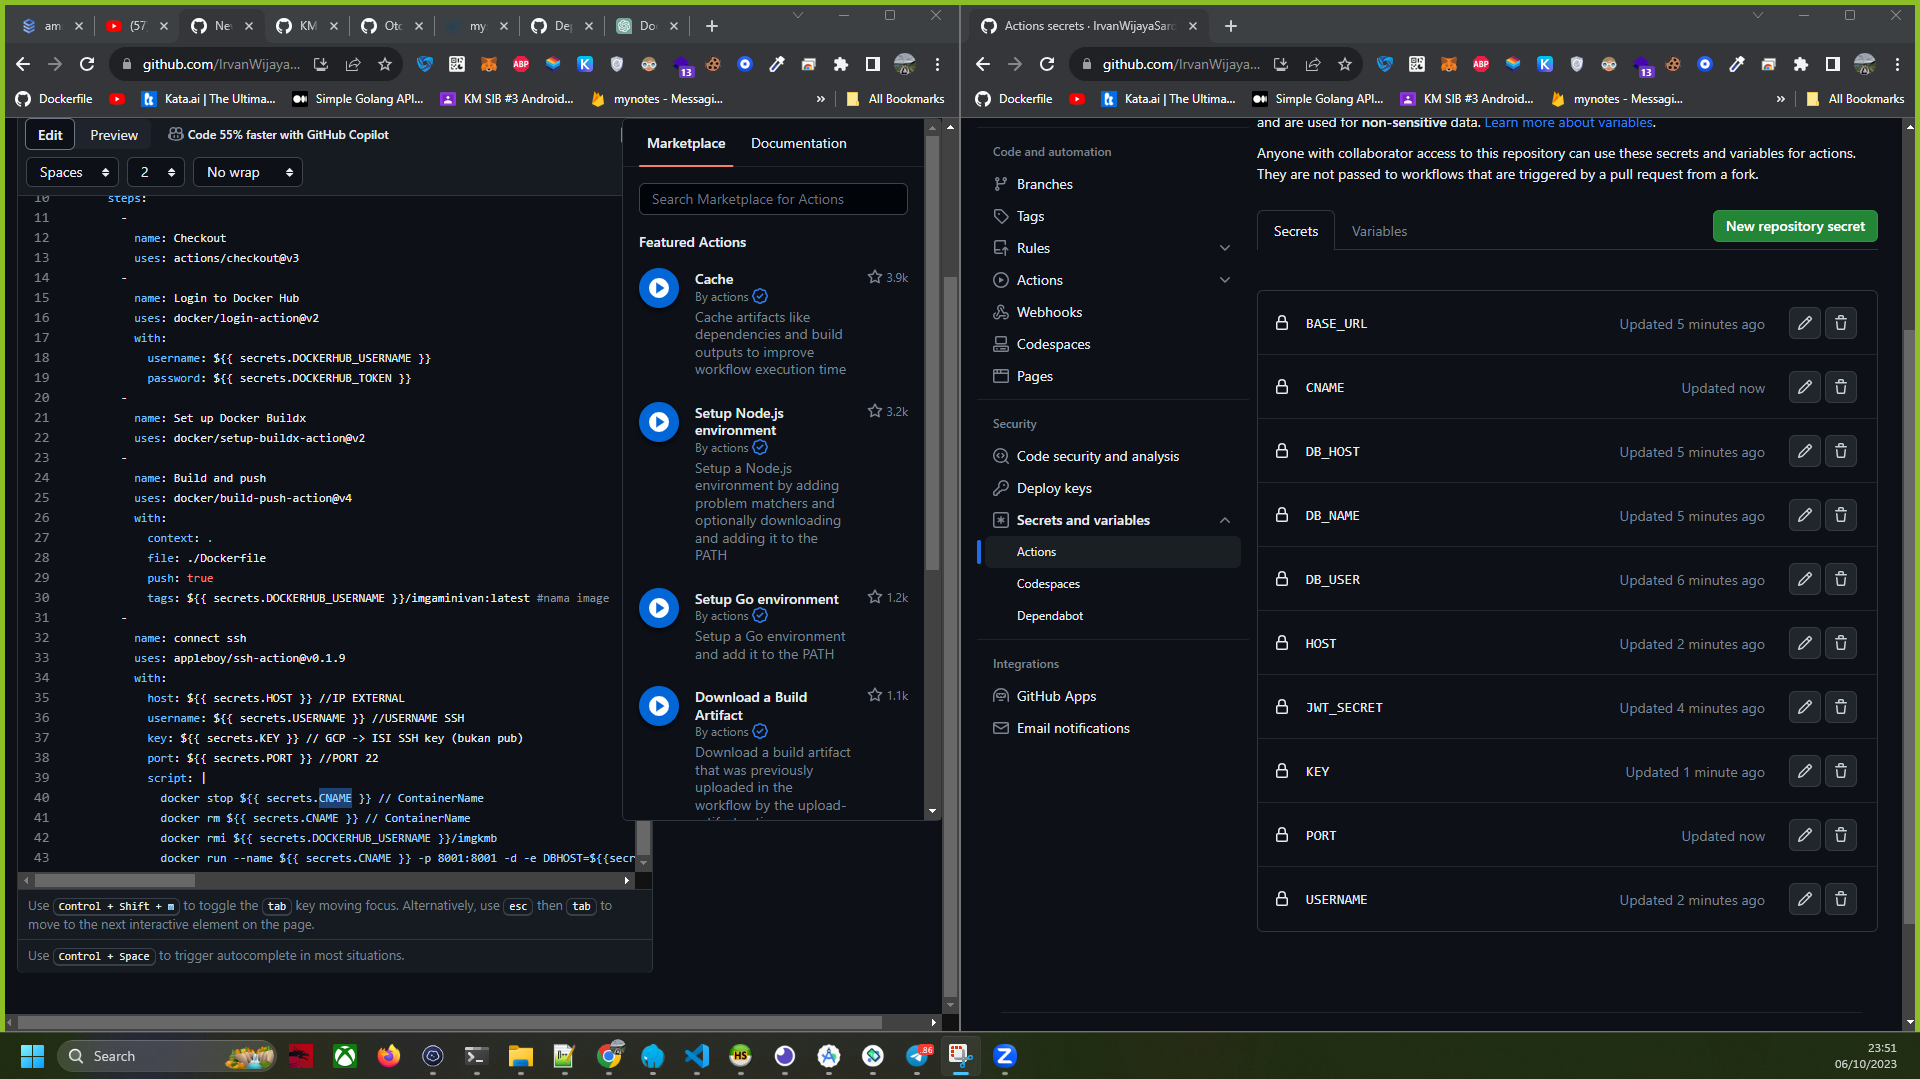 am
(57
Ne
KM
Oto
my
De
Do
github.com/IrvanWijaya...
13
Dockerfile
Kata.ai | The Ultima...
Simple Golang API...
KM SIB #3 Android...
mynotes - Messagi...
»
All Bookmarks
Edit
Preview
Code 55% faster with GitHub Copilot
Spaces
2
No wrap
10 steps:
11 -
12 name: Checkout
13 uses: actions/checkout@v3
14 -
15 name: Login to Docker Hub
16 uses: docker/login-action@v2
17 with:
18 username: ${{ secrets.DOCKERHUB_USERNAME }}
19 password: ${{ secrets.DOCKERHUB_TOKEN }}
20 -
21 name: Set up Docker Buildx
22 uses: docker/setup-buildx-action@v2
23 -
24 name: Build and push
25 uses: docker/build-push-action@v4
26 with:
27 context: .
28 file: ./Dockerfile
29 push: true
30 tags: ${{ secrets.DOCKERHUB_USERNAME }}/imgaminivan:latest #nama image
31 -
32 name: connect ssh
33 uses: appleboy/ssh-action@v0.1.9
34 with:
35 host: ${{ secrets.HOST }} //IP EXTERNAL
36 username: ${{ secrets.USERNAME }} //USERNAME SSH
37 key: ${{ secrets.KEY }} // GCP -> ISI SSH key (bukan pub)
38 port: ${{ secrets.PORT }} //PORT 22
39 script: |
40 docker stop ${{ secrets.CNAME }} // ContainerName
41 docker rm ${{ secrets.CNAME }} // ContainerName
42 docker rmi ${{ secrets.DOCKERHUB_USERNAME }}/imgkmb
43 docker run --name ${{ secrets.CNAME }} -p 8001:8001 -d -e DBHOST=${{secr
Use Control + Shift + m to toggle the tab key moving focus. Alternatively, use esc then tab to
move to the next interactive element on the page.
Use Control + Space to trigger autocomplete in most situations.
Marketplace
Documentation
Search Marketplace for Actions
Featured Actions
Cache
3.9k
By actions
Cache artifacts like
dependencies and build
outputs to improve
workflow execution time
Setup Node.js
environment
3.2k
By actions
Setup a Node.js
environment by adding
problem matchers and
optionally downloading
and adding it to the
PATH
Setup Go environment
1.2k
By actions
Setup a Go environment
and add it to the PATH
Download a Build
Artifact
1.1k
By actions
Download a build artifact
that was previously
uploaded in the
workflow by the upload-
Actions secrets · IrvanWijayaSard
github.com/IrvanWijaya...
13
Dockerfile
Kata.ai | The Ultima...
Simple Golang API...
KM SIB #3 Android...
mynotes - Messagi...
»
All Bookmarks
Code and automation
Branches
Tags
Rules
Actions
Webhooks
Codespaces
Pages
Security
Code security and analysis
Deploy keys
Secrets and variables
Actions
Codespaces
Dependabot
Integrations
GitHub Apps
Email notifications
and are used for non-sensitive data. Learn more about variables.
Anyone with collaborator access to this repository can use these secrets and variables for actions.
They are not passed to workflows that are triggered by a pull request from a fork.
Secrets
Variables
New repository secret
BASE_URL Updated 5 minutes ago
CNAME Updated now
DB_HOST Updated 5 minutes ago
DB_NAME Updated 5 minutes ago
DB_USER Updated 6 minutes ago
HOST Updated 2 minutes ago
JWT_SECRET Updated 4 minutes ago
KEY Updated 1 minute ago
PORT Updated now
USERNAME Updated 2 minutes ago
Search
86
23:51
06/10/2023